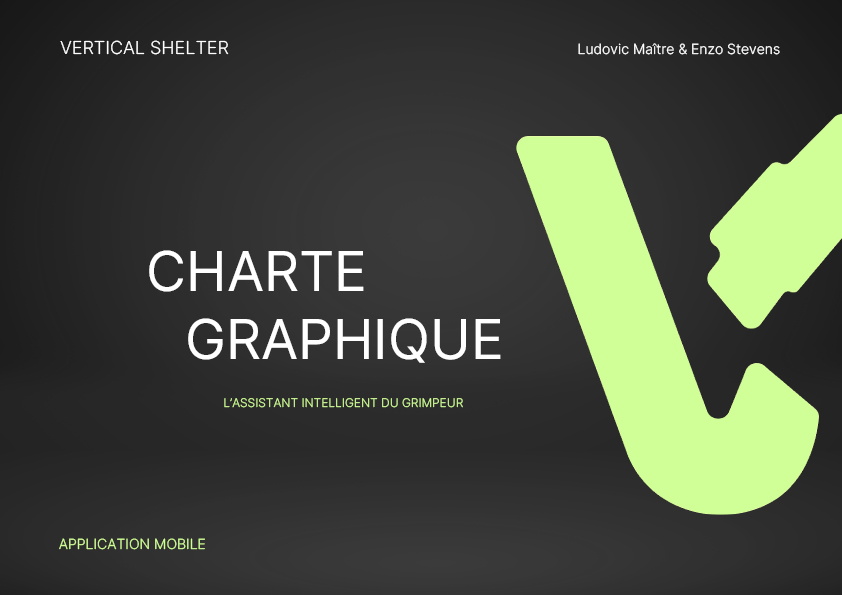 VERTICAL SHELTER
Ludovic Maître & Enzo Stevens
CHARTE
GRAPHIQUE
L’ASSISTANT INTELLIGENT DU GRIMPEUR
APPLICATION MOBILE